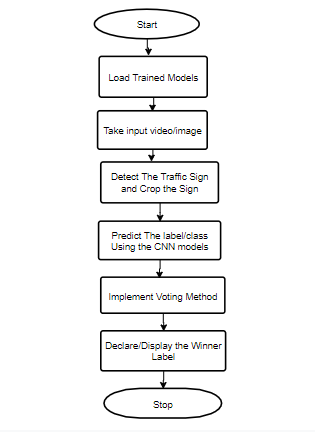 Start
Load Trained Models
Take input video/image
Detect The Traffic Sign
and Crop the Sign
Predict The label/class
Using the CNN models
Implement Voting Method
Declare/Display the Winner
Label
Stop